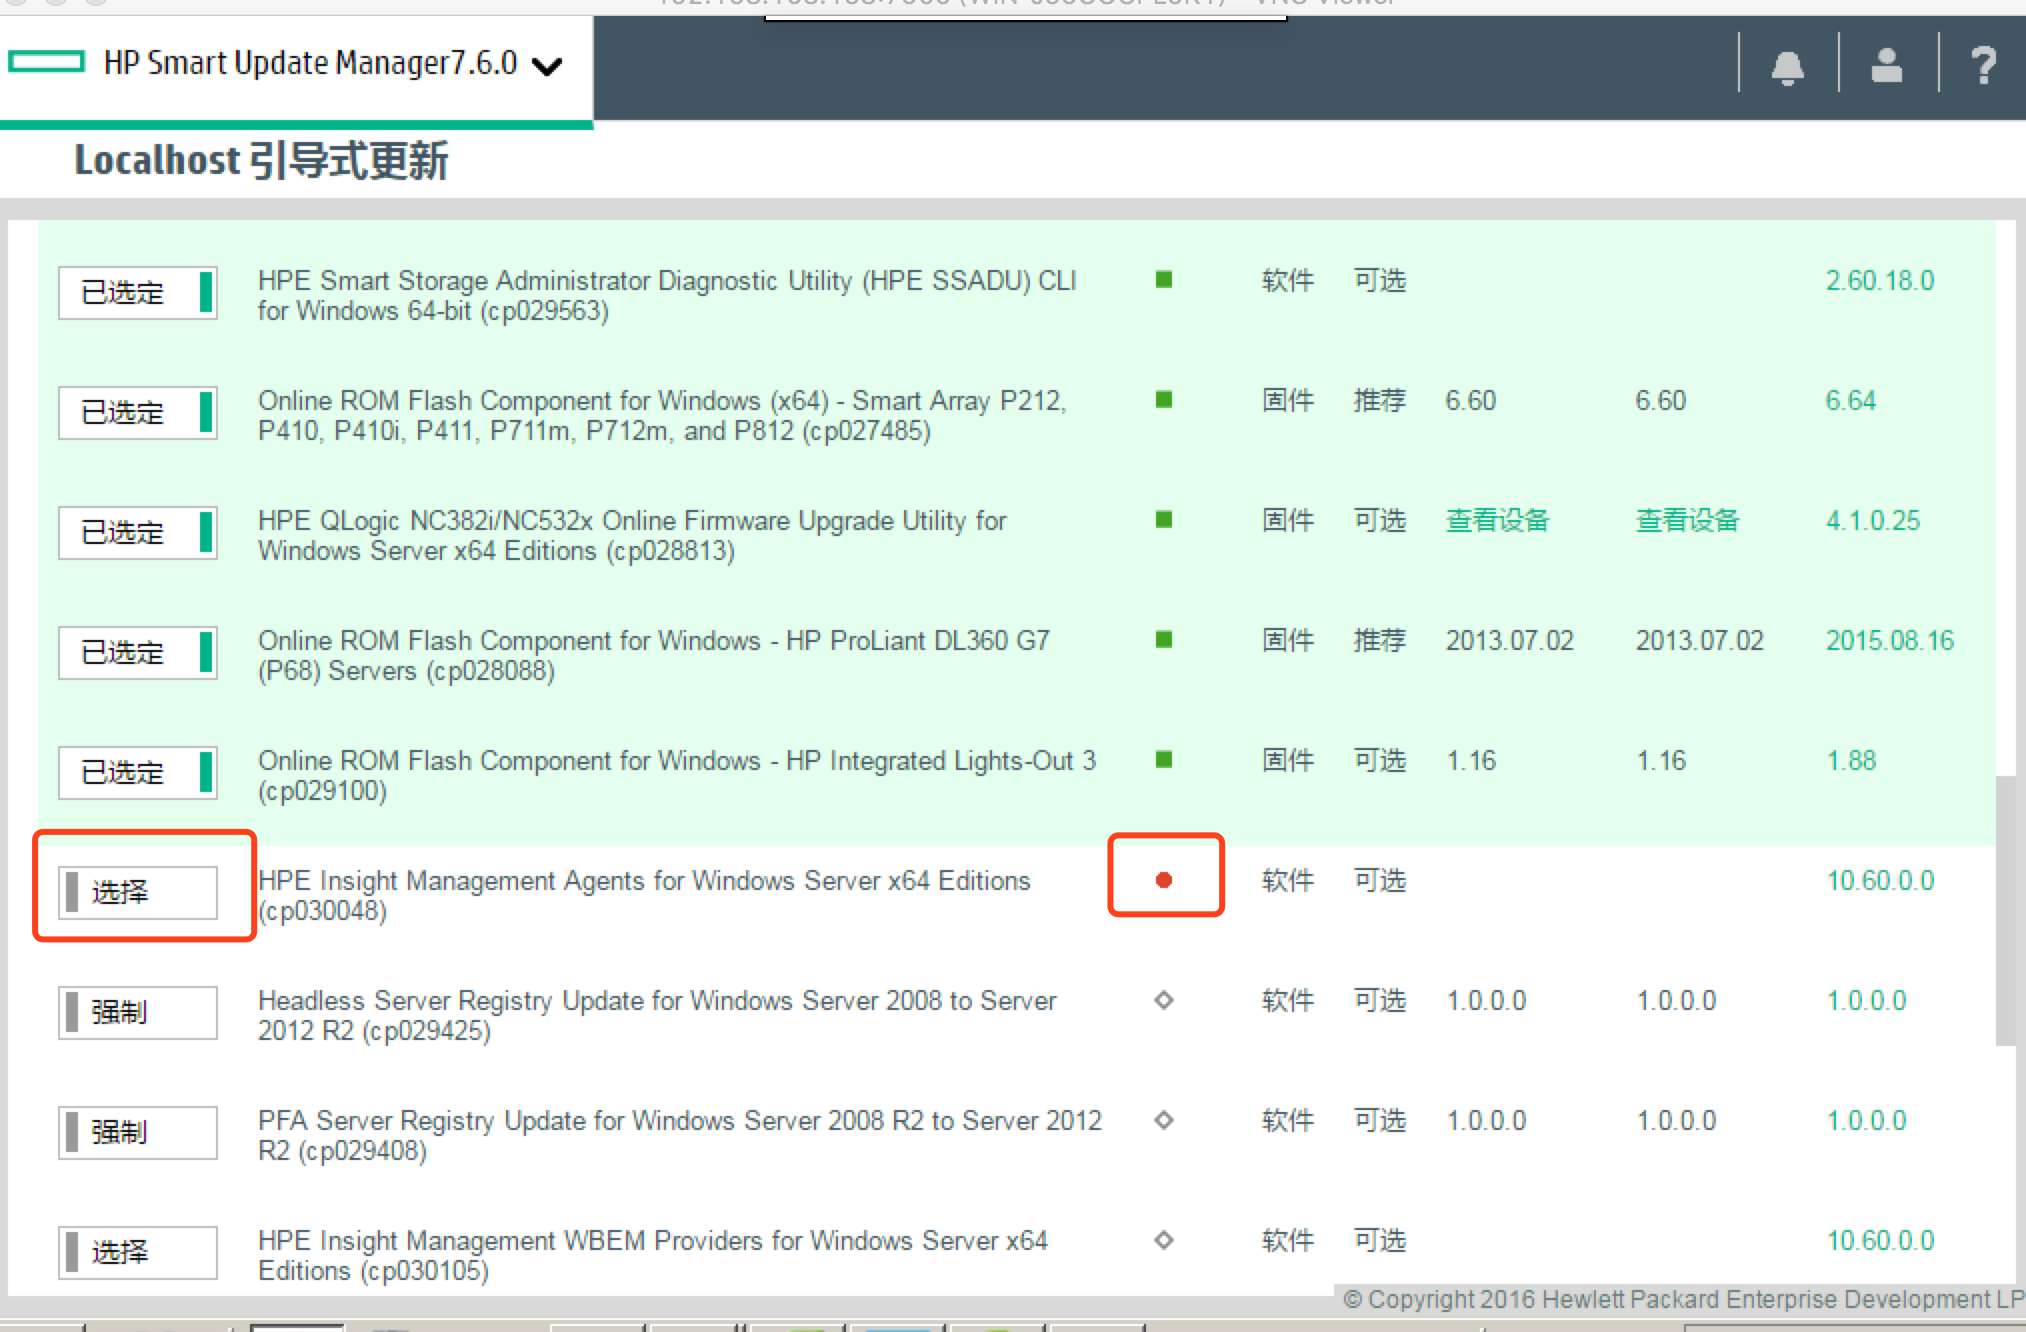 HP Smart Update Manager7.6.0
?
Localhost 引导式更新
已选定 HPE Smart Storage Administrator Diagnostic Utility (HPE SSADU) CLI 软件 可选 2.60.18.0
for Windows 64-bit (cp029563)
已选定 Online ROM Flash Component for Windows (x64) - Smart Array P212, 固件 推荐 6.60 6.60 6.64
P410, P410i, P411, P711m, P712m, and P812 (cp027485)
已选定 HPE QLogic NC382i/NC532x Online Firmware Upgrade Utility for 固件 可选 查看设备 查看设备 4.1.0.25
Windows Server x64 Editions (cp028813)
已选定 Online ROM Flash Component for Windows - HP ProLiant DL360 G7 固件 推荐 2013.07.02 2013.07.02 2015.08.16
(P68) Servers (cp028088)
已选定 Online ROM Flash Component for Windows - HP Integrated Lights-Out 3 固件 可选 1.16 1.16 1.88
(cp029100)
选择 HPE Insight Management Agents for Windows Server x64 Editions 软件 可选 10.60.0.0
(cp030048)
强制 Headless Server Registry Update for Windows Server 2008 to Server 软件 可选 1.0.0.0 1.0.0.0 1.0.0.0
2012 R2 (cp029425)
强制 PFA Server Registry Update for Windows Server 2008 R2 to Server 2012 软件 可选 1.0.0.0 1.0.0.0 1.0.0.0
R2 (cp029408)
选择 HPE Insight Management WBEM Providers for Windows Server x64 软件 可选 10.60.0.0
Editions (cp030105)
© Copyright 2016 Hewlett Packard Enterprise Development LP